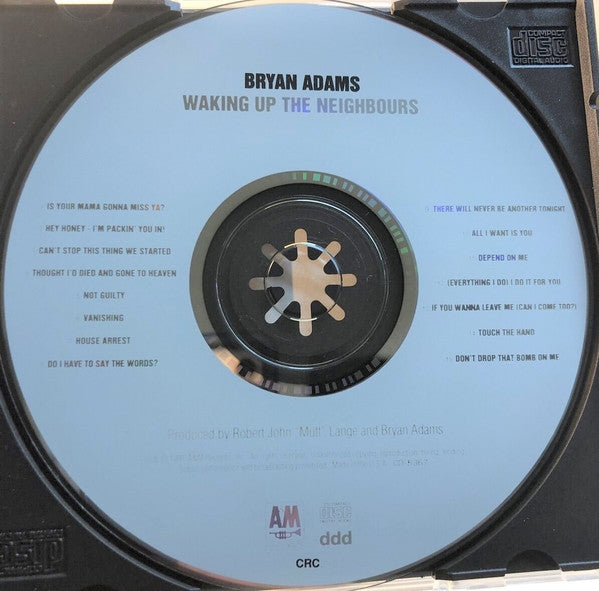 COMPACT
disc
DIGITAL AUDIO
BRYAN ADAMS
WAKING UP THE NEIGHBOURS
IS YOUR MAMA GONNA MISS YA?
HEY HONEY - I'M PACKIN' YOU IN!
CAN'T STOP THIS THING WE STARTED
THOUGHT I'D DIED AND GONE TO HEAVEN
NOT GUILTY
VANISHING
HOUSE ARREST
DO I HAVE TO SAY THE WORDS?
THERE WILL NEVER BE ANOTHER TONIGHT
ALL I WANT IS YOU
DEPEND ON ME
(EVERYTHING I DO) I DO IT FOR YOU
IF YOU WANNA LEAVE ME (CAN I COME TOO?)
TOUCH THE HAND
DON'T DROP THAT BOMB ON ME
Produced by Robert John "Mutt" Lange and Bryan Adams
CD 5367
A&M
disc
ddd
CRC